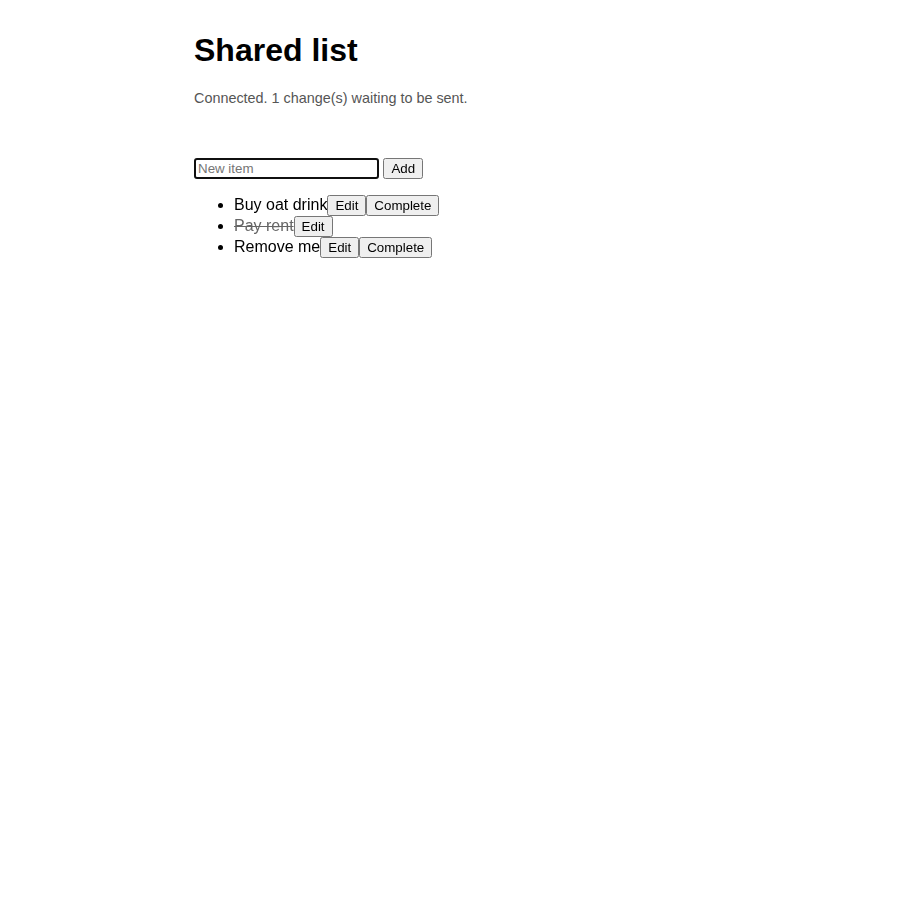 Shared list
Connected. 1 change(s) waiting to be sent.
New item Add
Buy oat drink Edit Complete
Pay rent Edit
Remove me Edit Complete